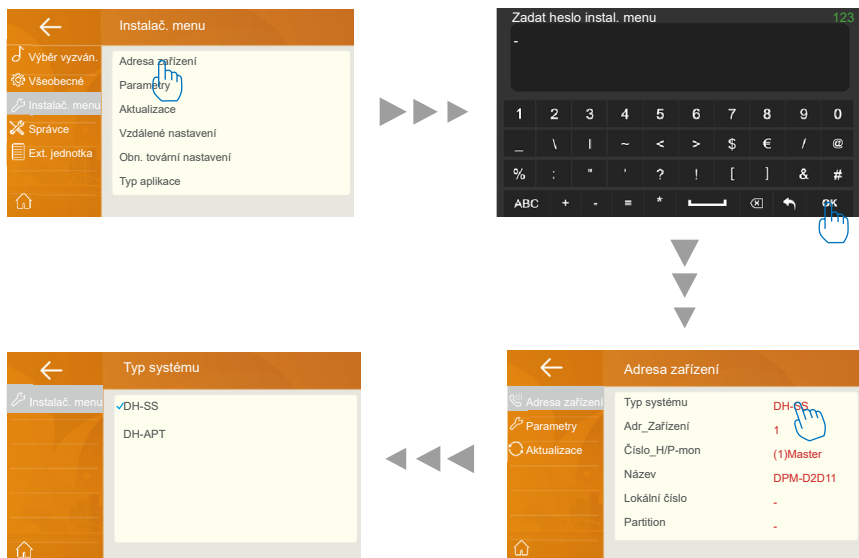 Instalač. menu
Výběr vyzván.
Všeobecné
Instalač. menu
Správce
Ext. jednotka
Adresa zařízení
Parametry
Aktualizace
Vzdálené nastavení
Obn. tovární nastavení
Typ aplikace
Zadat heslo instal. menu 123
-
1 2 3 4 5 6 7 8 9 0
_ \ | ~ < > $ € / @
% : " ' ? ! [ ] & #
ABC + - = * OK
Typ systému
Instalač. menu
DH-SS
DH-APT
Adresa zařízení
Adresa zařízení
Parametry
Aktualizace
Typ systému DH-SS
Adr_Zařízení 1
Číslo_H/P-mon (1)Master
Název DPM-D2D11
Lokální číslo -
Partition -